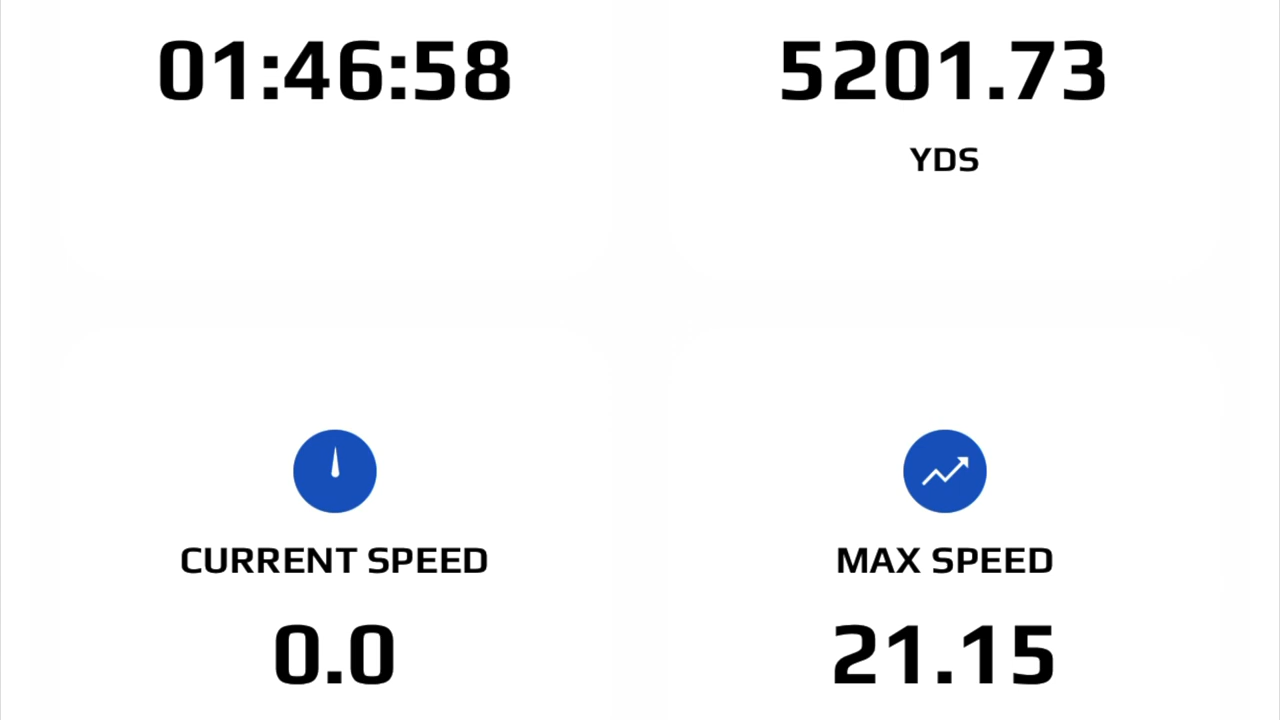 01:46:58
5201.73
YDS
CURRENT SPEED
0.0
MAX SPEED
21.15